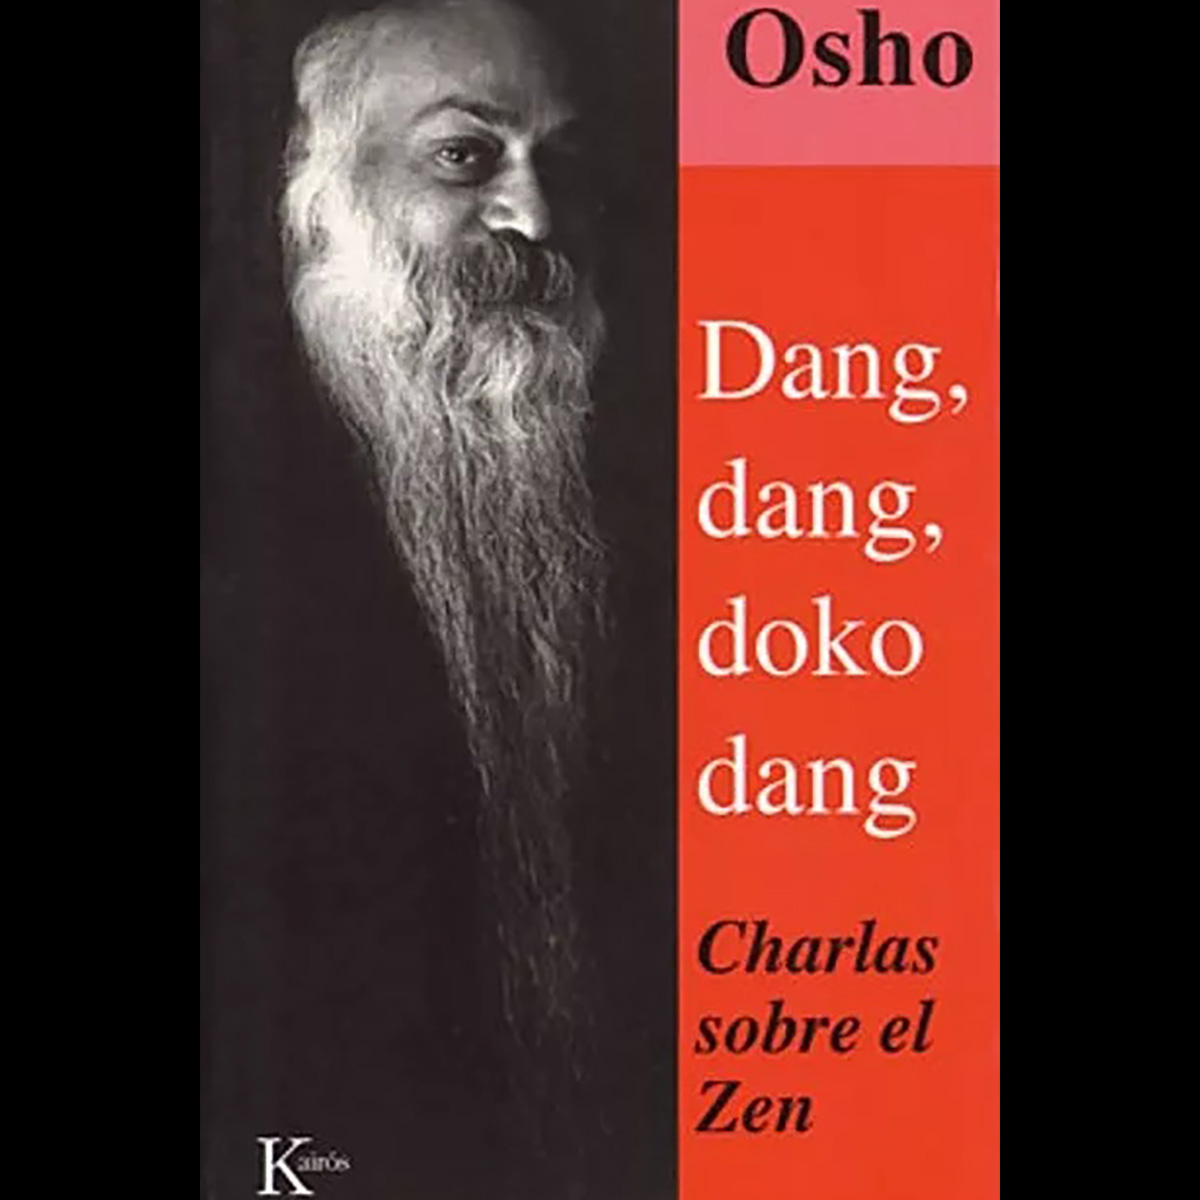 Osho
Dang,
dang,
doko
dang
Charlas
sobre el
Zen
Kairós